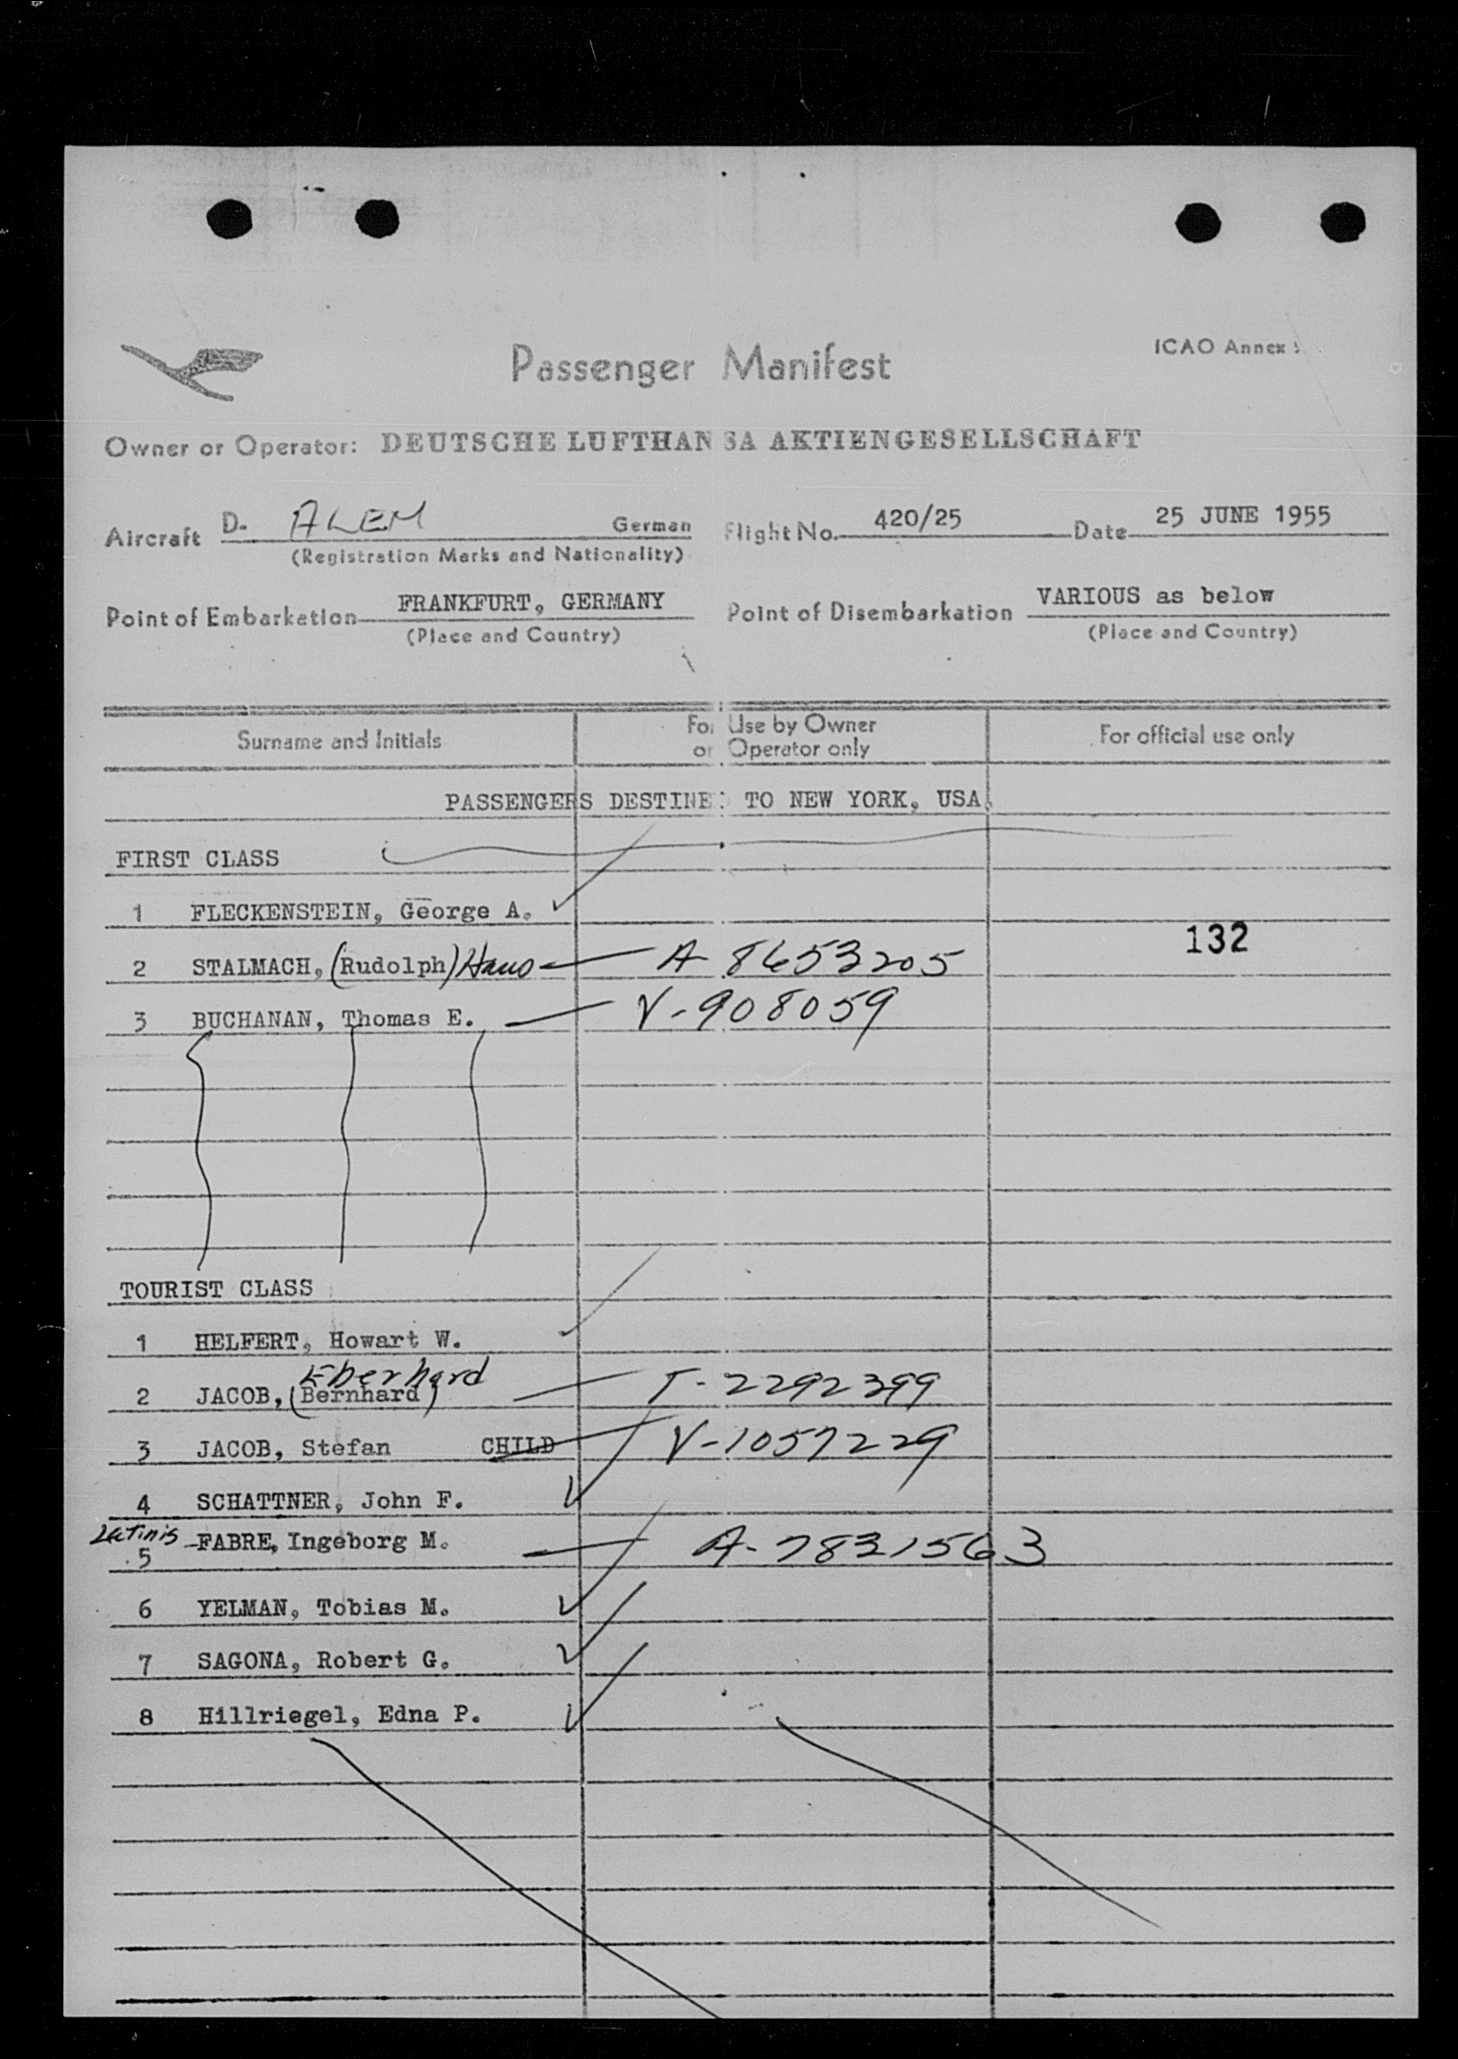 Passenger Manifest
ICAO Annex
Owner or Operator: DEUTSCHE LUFTHANSA AKTIENGESELLSCHAFT
Aircraft D. ALEM German Flight No. 420/25 Date 25 JUNE 1955
(Registration Marks and Nationality)
Point of Embarkation FRANKFURT, GERMANY Point of Disembarkation VARIOUS as below
(Place and Country) (Place and Country)
Surname and Initials For Use by Owner or Operator only For official use only
PASSENGERS DESTINED TO NEW YORK, USA.
FIRST CLASS
1 FLECKENSTEIN, George A.
132
2 STALMACH, (Rudolph) Hans A-8653205
3 BUCHANAN, Thomas E. V-908059
TOURIST CLASS
1 HELFERT, Howart W.
Eberhard
2 JACOB, (Bernhard) T-2292399
3 JACOB, Stefan CHILD V-1057229
4 SCHATTNER, John F.
5 FABRE, Ingeborg M. A-7831563
6 YELMAN, Tobias M.
7 SAGONA, Robert G.
8 Hillriegel, Edna P.